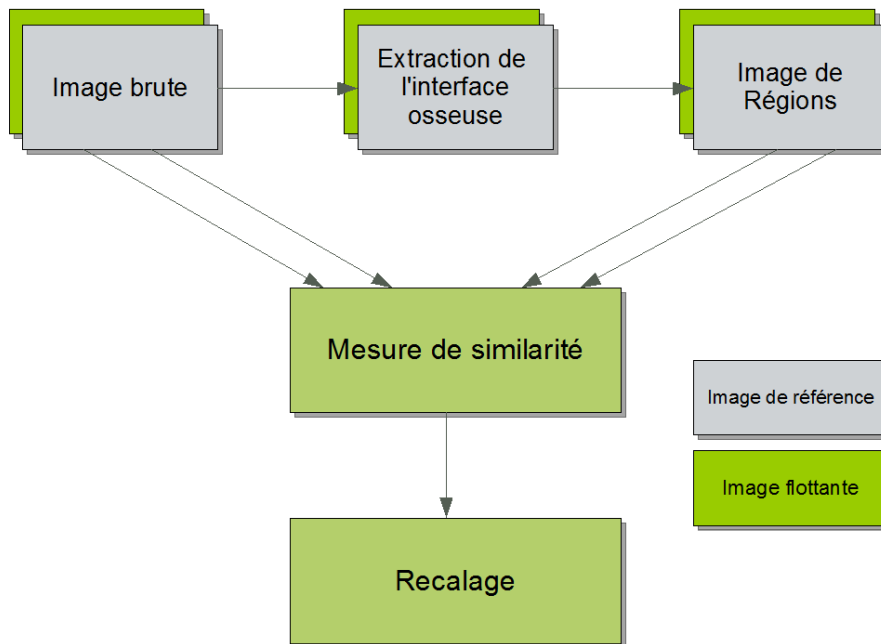 Image brute
Extraction de
l'interface
osseuse
Image de
Régions
Mesure de similarité
Image de référence
Image flottante
Recalage